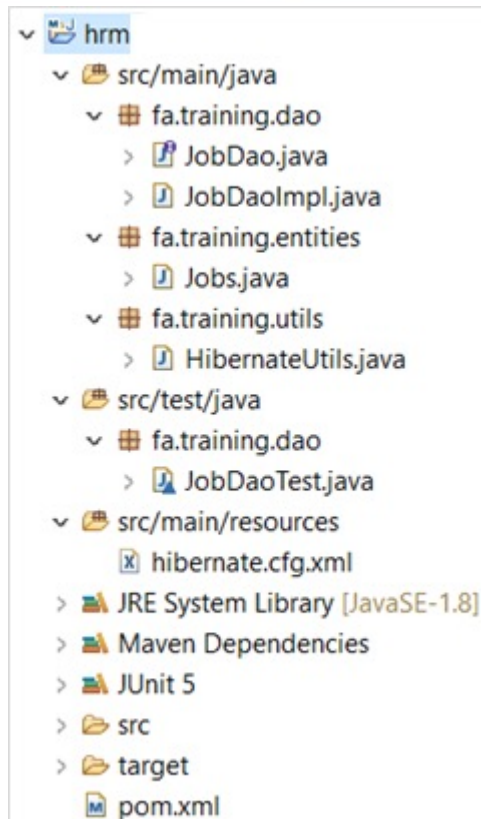 hrm
src/main/java
fa.training.dao
JobDao.java
JobDaoImpl.java
fa.training.entities
Jobs.java
fa.training.utils
HibernateUtils.java
src/test/java
fa.training.dao
JobDaoTest.java
src/main/resources
hibernate.cfg.xml
JRE System Library [JavaSE-1.8]
Maven Dependencies
JUnit 5
src
target
pom.xml